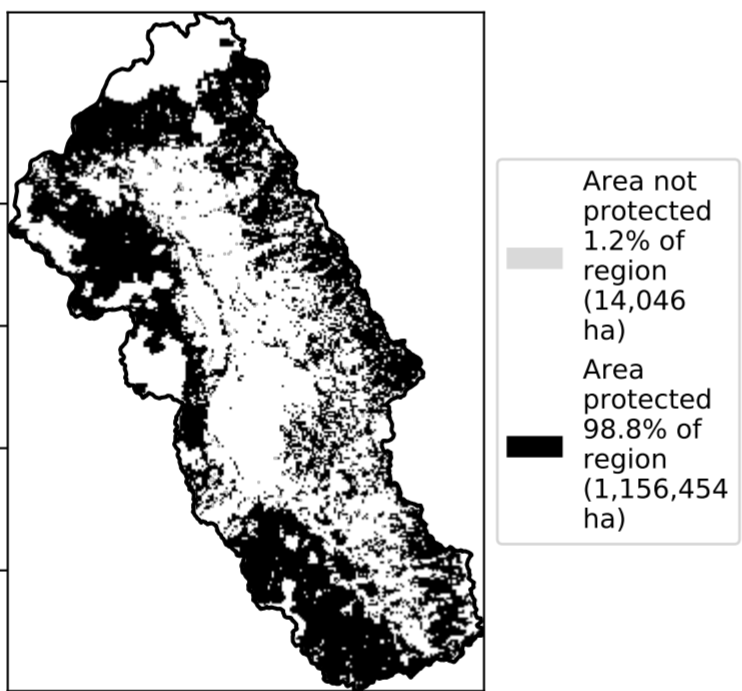 Area not
protected
1.2% of
region
(14,046
ha)
Area
protected
98.8% of
region
(1,156,454
ha)